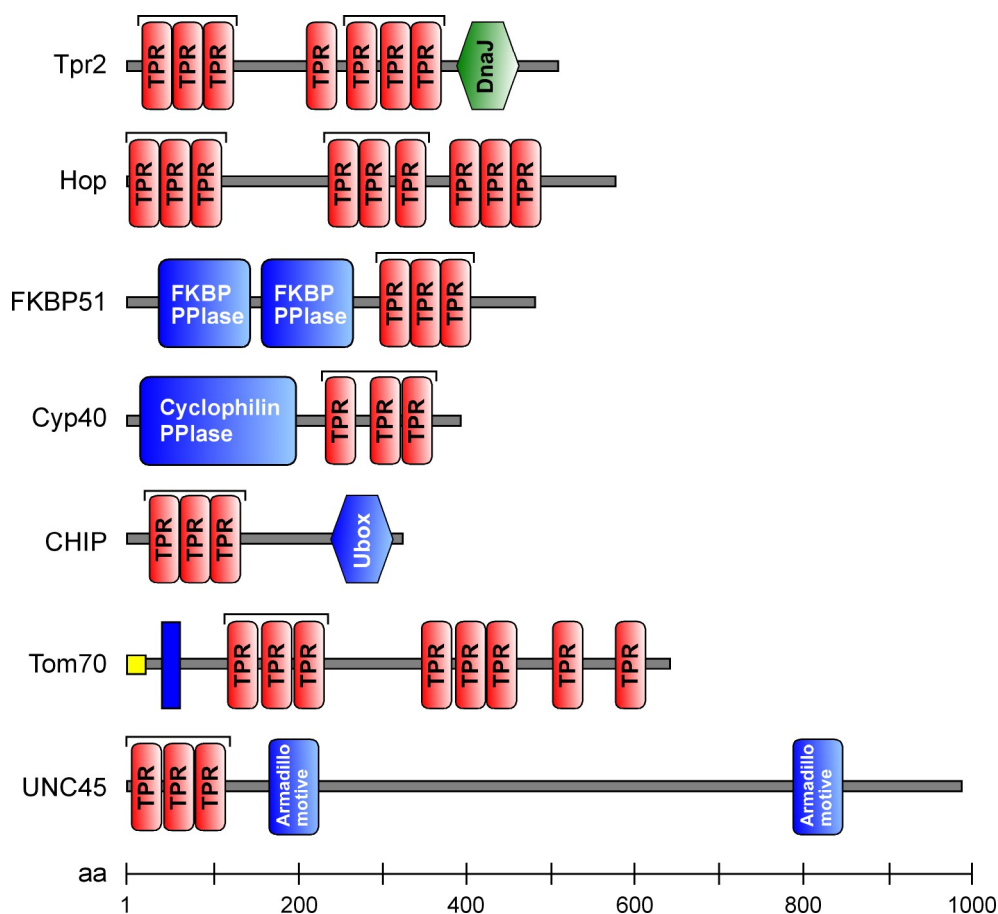 Tpr2 TPR TPR TPR TPR TPR TPR TPR DnaJ
Hop TPR TPR TPR TPR TPR TPR TPR TPR TPR
FKBP51 FKBP PPIase FKBP PPIase TPR TPR TPR
Cyp40 Cyclophilin PPIase TPR TPR TPR
CHIP TPR TPR TPR Ubox
Tom70 TPR TPR TPR TPR TPR TPR TPR TPR
UNC45 TPR TPR TPR Armadillo motive Armadillo motive
aa
1 200 400 600 800 1000